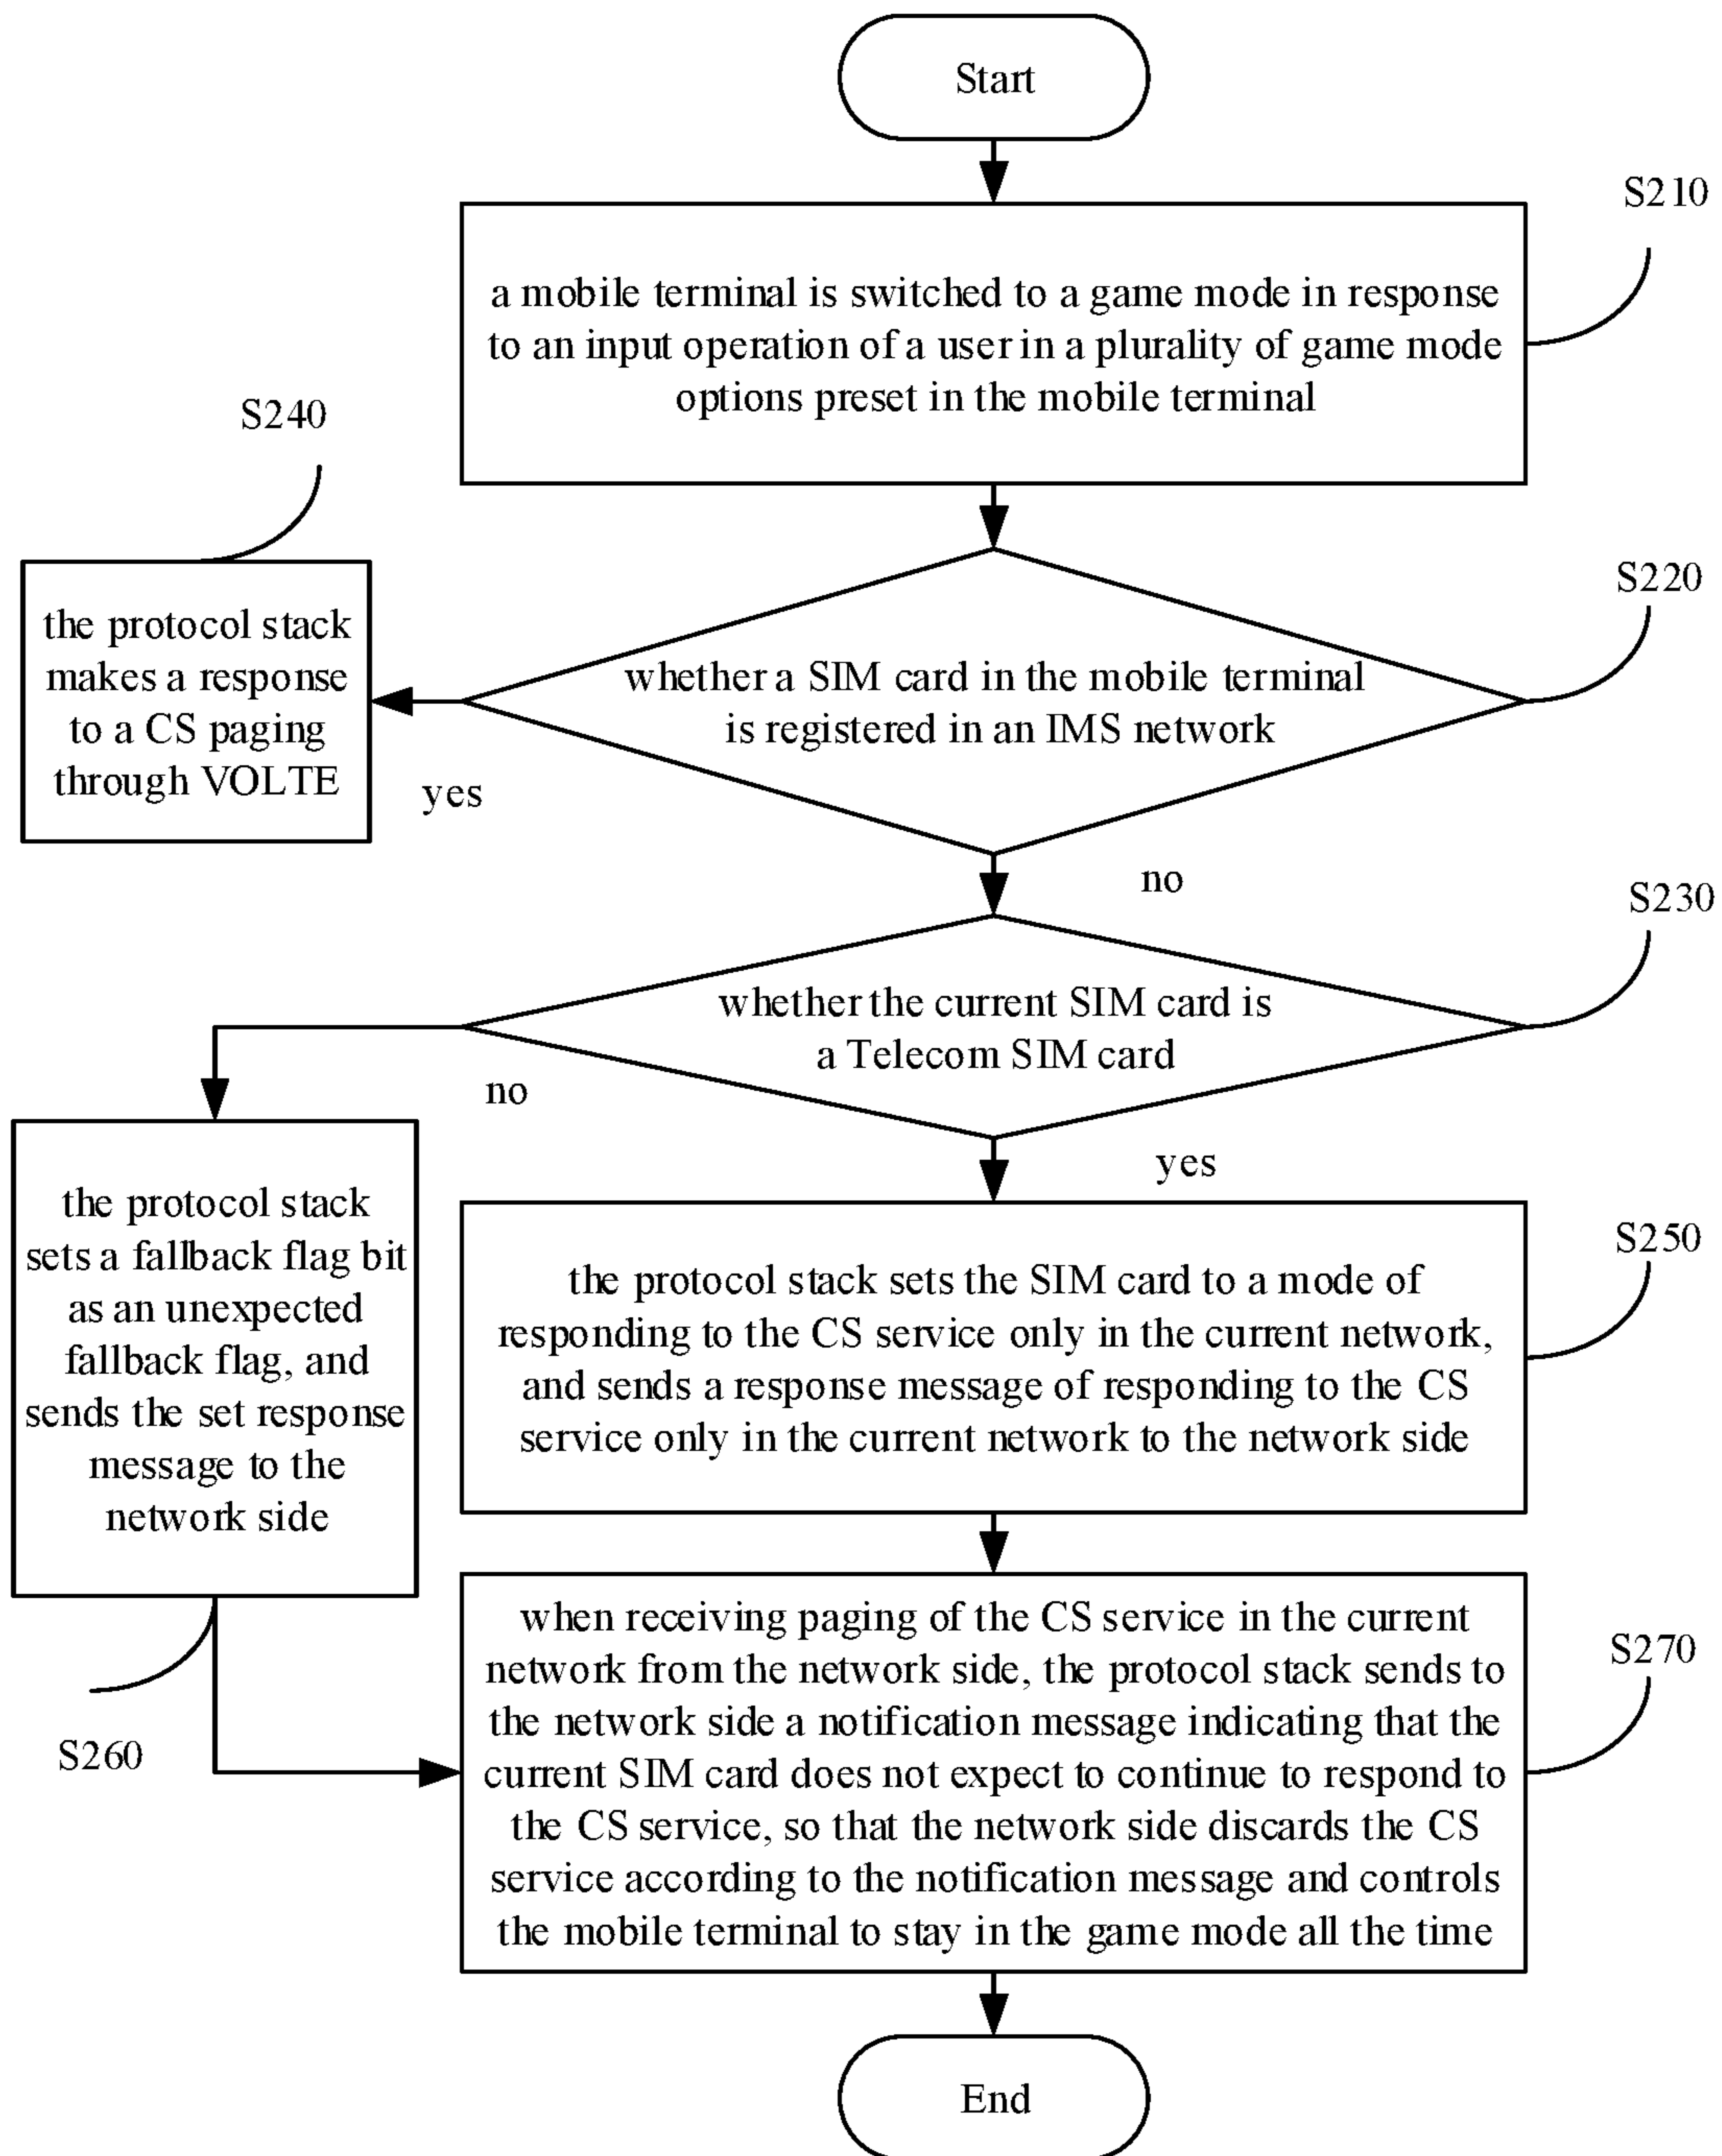 Start
S210
a mobile terminal is switched to a game mode in response
to an input operation of a user in a plurality of game mode
options preset in the mobile terminal
S240
the protocol stack
makes a response
to a CS paging
through VOLTE
S220
whether a SIM card in the mobile terminal
is registered in an IMS network
yes
no
S230
whether the current SIM card is
a Telecom SIM card
no
yes
the protocol stack
sets a fallback flag bit
as an unexpected
fallback flag, and
sends the set response
message to the
network side
S250
the protocol stack sets the SIM card to a mode of
responding to the CS service only in the current network,
and sends a response message of responding to the CS
service only in the current network to the network side
S260
S270
when receiving paging of the CS service in the current
network from the network side, the protocol stack sends to
the network side a notification message indicating that the
current SIM card does not expect to continue to respond to
the CS service, so that the network side discards the CS
service according to the notification message and controls
the mobile terminal to stay in the game mode all the time
End